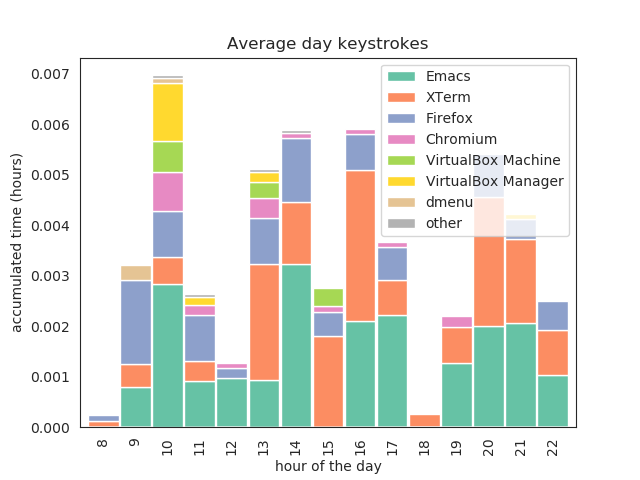 Average day keystrokes
0.007
0.006
0.005
0.004
0.003
0.002
0.001
0.000
accumulated time (hours)
Emacs
XTerm
Firefox
Chromium
VirtualBox Machine
VirtualBox Manager
dmenu
other
8 9 10 11 12 13 14 15 16 17 18 19 20 21 22
hour of the day